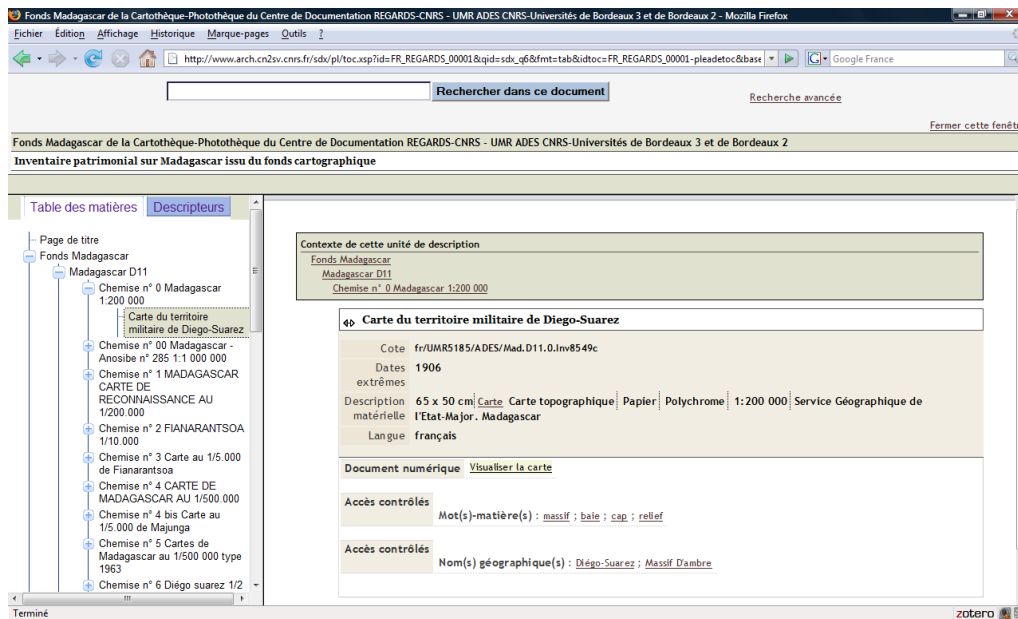 Fonds Madagascar de la Cartothèque-Photothèque du Centre de Documentation REGARDS-CNRS - UMR ADES CNRS-Universités de Bordeaux 3 et de Bordeaux 2 - Mozilla Firefox
Fichier Édition Affichage Historique Marque-pages Outils ?
http://www.arch.cn2sv.cnrs.fr/sdx/pl/toc.xsp?id=FR_REGARDS_00001&qid=sdx_q6&fmt=tab&idtoc=FR_REGARDS_00001-pleadetoc&base
G Google France
Rechercher dans ce document
Recherche avancée
Fermer cette fenêt
Fonds Madagascar de la Cartothèque-Photothèque du Centre de Documentation REGARDS-CNRS - UMR ADES CNRS-Universités de Bordeaux 3 et de Bordeaux 2
Inventaire patrimonial sur Madagascar issu du fonds cartographique
Table des matières Descripteurs
Page de titre
Fonds Madagascar
Madagascar D11
Chemise n° 0 Madagascar
1:200 000
Carte du territoire
militaire de Diego-Suarez
Chemise n° 00 Madagascar -
Anosibe n° 285 1:1 000 000
Chemise n° 1 MADAGASCAR
CARTE DE
RECONNAISSANCE AU
1/200.000
Chemise n° 2 FIANARANTSOA
1/10.000
Chemise n° 3 Carte au 1/5.000
de Fianarantsoa
Chemise n° 4 CARTE DE
MADAGASCAR AU 1/500.000
Chemise n° 4 bis Carte au
1/5.000 de Majunga
Chemise n° 5 Cartes de
Madagascar au 1/500 000 type
1963
Chemise n° 6 Diégo suarez 1/2
Contexte de cette unité de description
Fonds Madagascar
Madagascar D11
Chemise n° 0 Madagascar 1:200 000
Carte du territoire militaire de Diego-Suarez
Cote fr/UMR5185/ADES/Mad.D11.0.Inv8549c
Dates 1906
extrêmes
Description 65 x 50 cm Carte Carte topographique Papier Polychrome 1:200 000 Service Géographique de
matérielle l'Etat-Major. Madagascar
Langue français
Document numérique Visualiser la carte
Accès contrôlés
Mot(s)-matière(s) : massif ; baie ; cap ; relief
Accès contrôlés
Nom(s) géographique(s) : Diégo-Suarez ; Massif D'ambre
Terminé
zotero